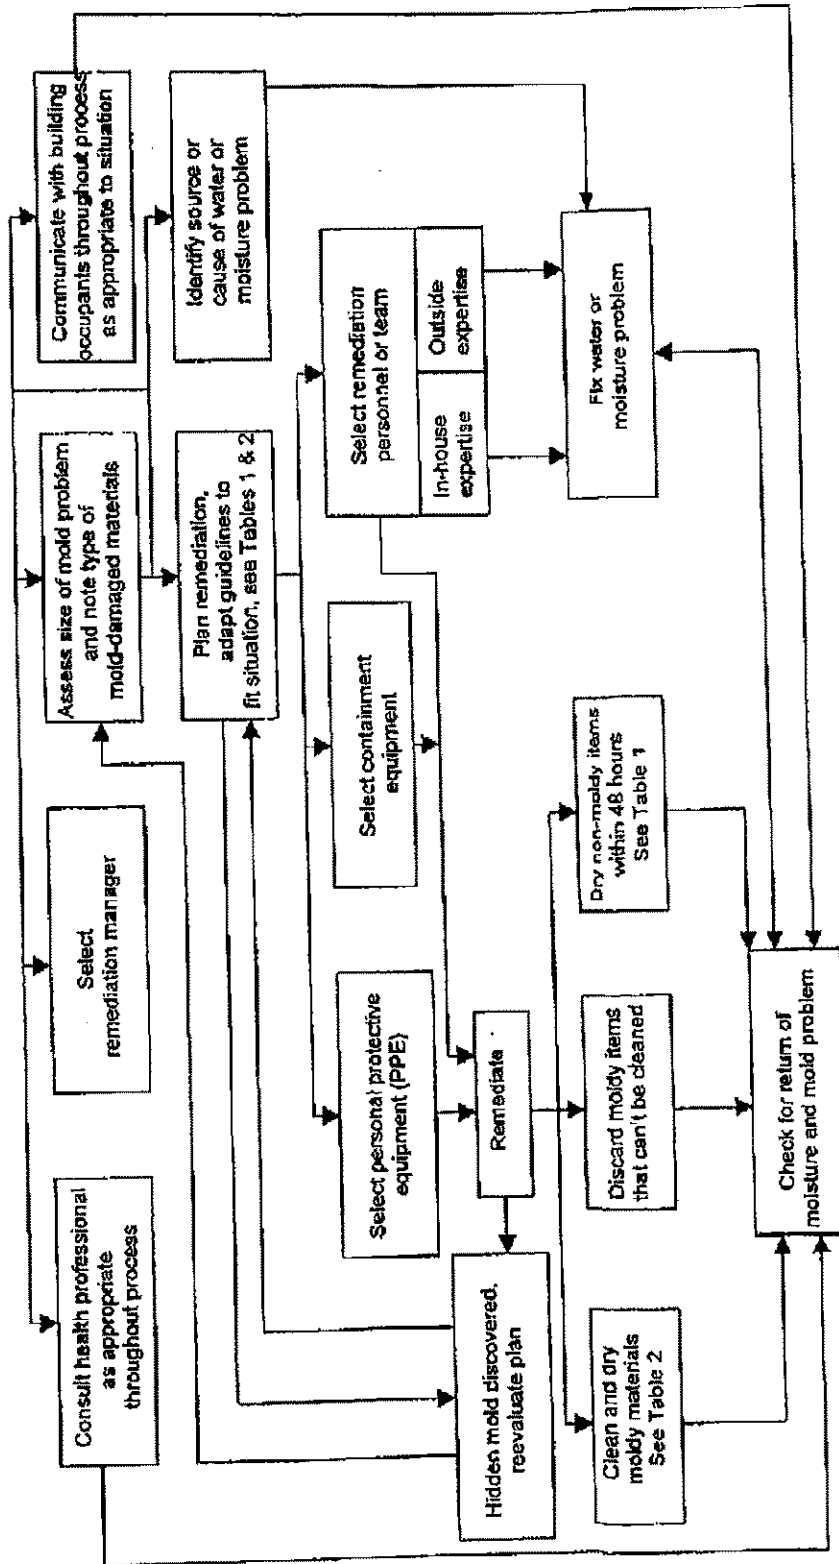 Consult health professional
as appropriate
throughout process
Select
remediation manager
Assess size of mold problem
and note type of
mold-damaged materials
Communicate with building
occupants throughout process
as appropriate to situation
Plan remediation,
adapt guidelines to
fit situation, see Tables 1 & 2
Identify source or
cause of water or
moisture problem
Select personal protective
equipment (PPE)
Select containment
equipment
Select remediation
personnel or team
In-house
expertise
Outside
expertise
Hidden mold discovered,
reevaluate plan
Remediate
Clean and dry
moldy materials
See Table 2
Discard moldy items
that can't be cleaned
Dry non-moldy items
within 48 hours
See Table 1
Fix water or
moisture problem
Check for return of
moisture and mold problem